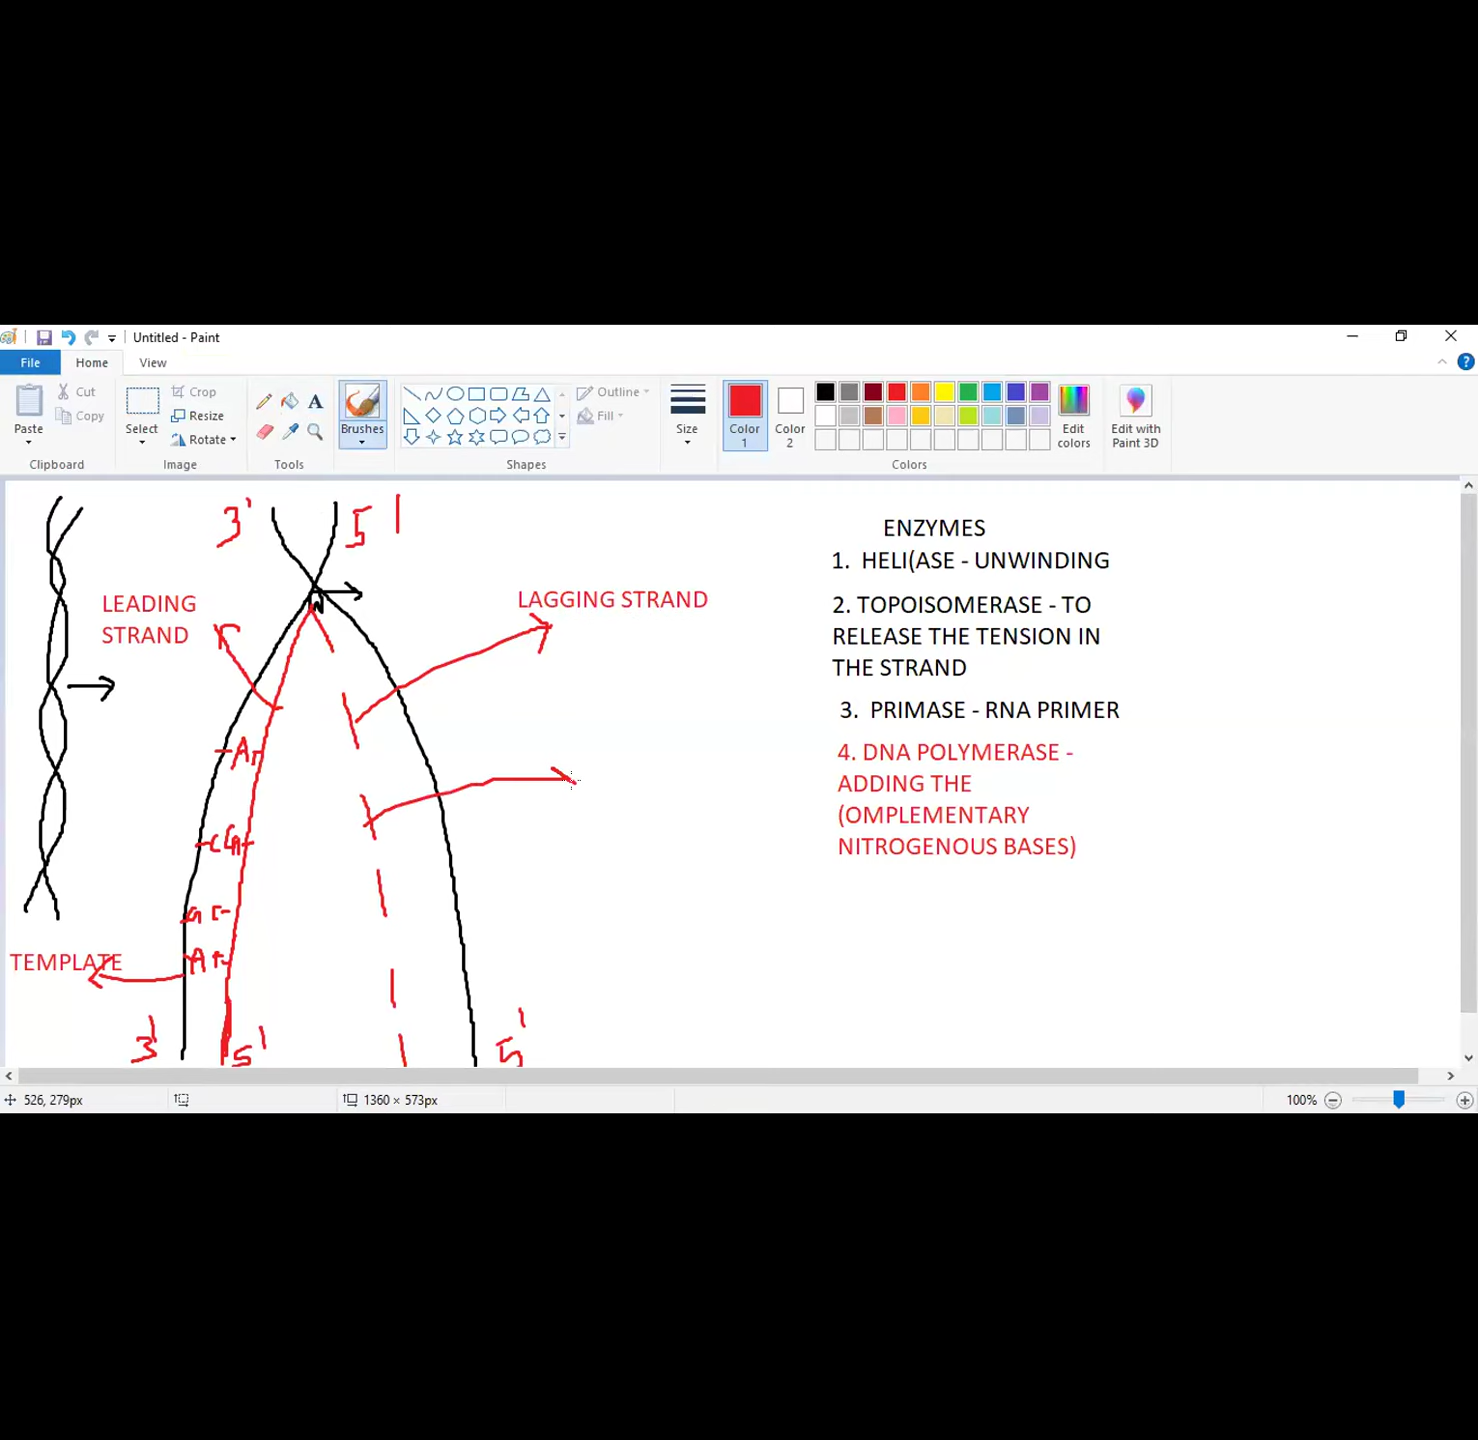 Untitled - Paint
File Home View
Paste
Cut
Copy
Clipboard
Select
Crop
Resize
Rotate
Image
A
Tools
Brushes
Outline
Fill
Shapes
Size
Color 1
Color 2
Edit colors
Colors
Edit with Paint 3D
3'
5'
LEADING
STRAND
LAGGING STRAND
ENZYMES
1. HELI(ASE - UNWINDING
2. TOPOISOMERASE - TO
RELEASE THE TENSION IN
THE STRAND
3. PRIMASE - RNA PRIMER
4. DNA POLYMERASE -
ADDING THE
(OMPLEMENTARY
NITROGENOUS BASES)
A
C G
G
A
TEMPLATE
3'
5'
5'
526, 279px
1360 × 573px
100%